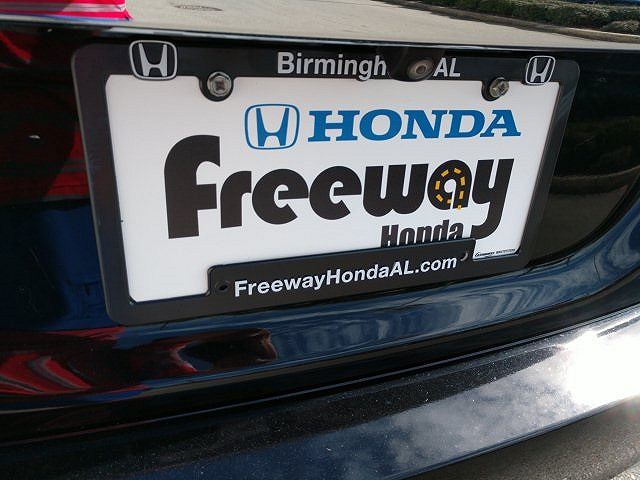 Birmingh AL
HONDA
freeway
Honda
FreewayHondaAL.com